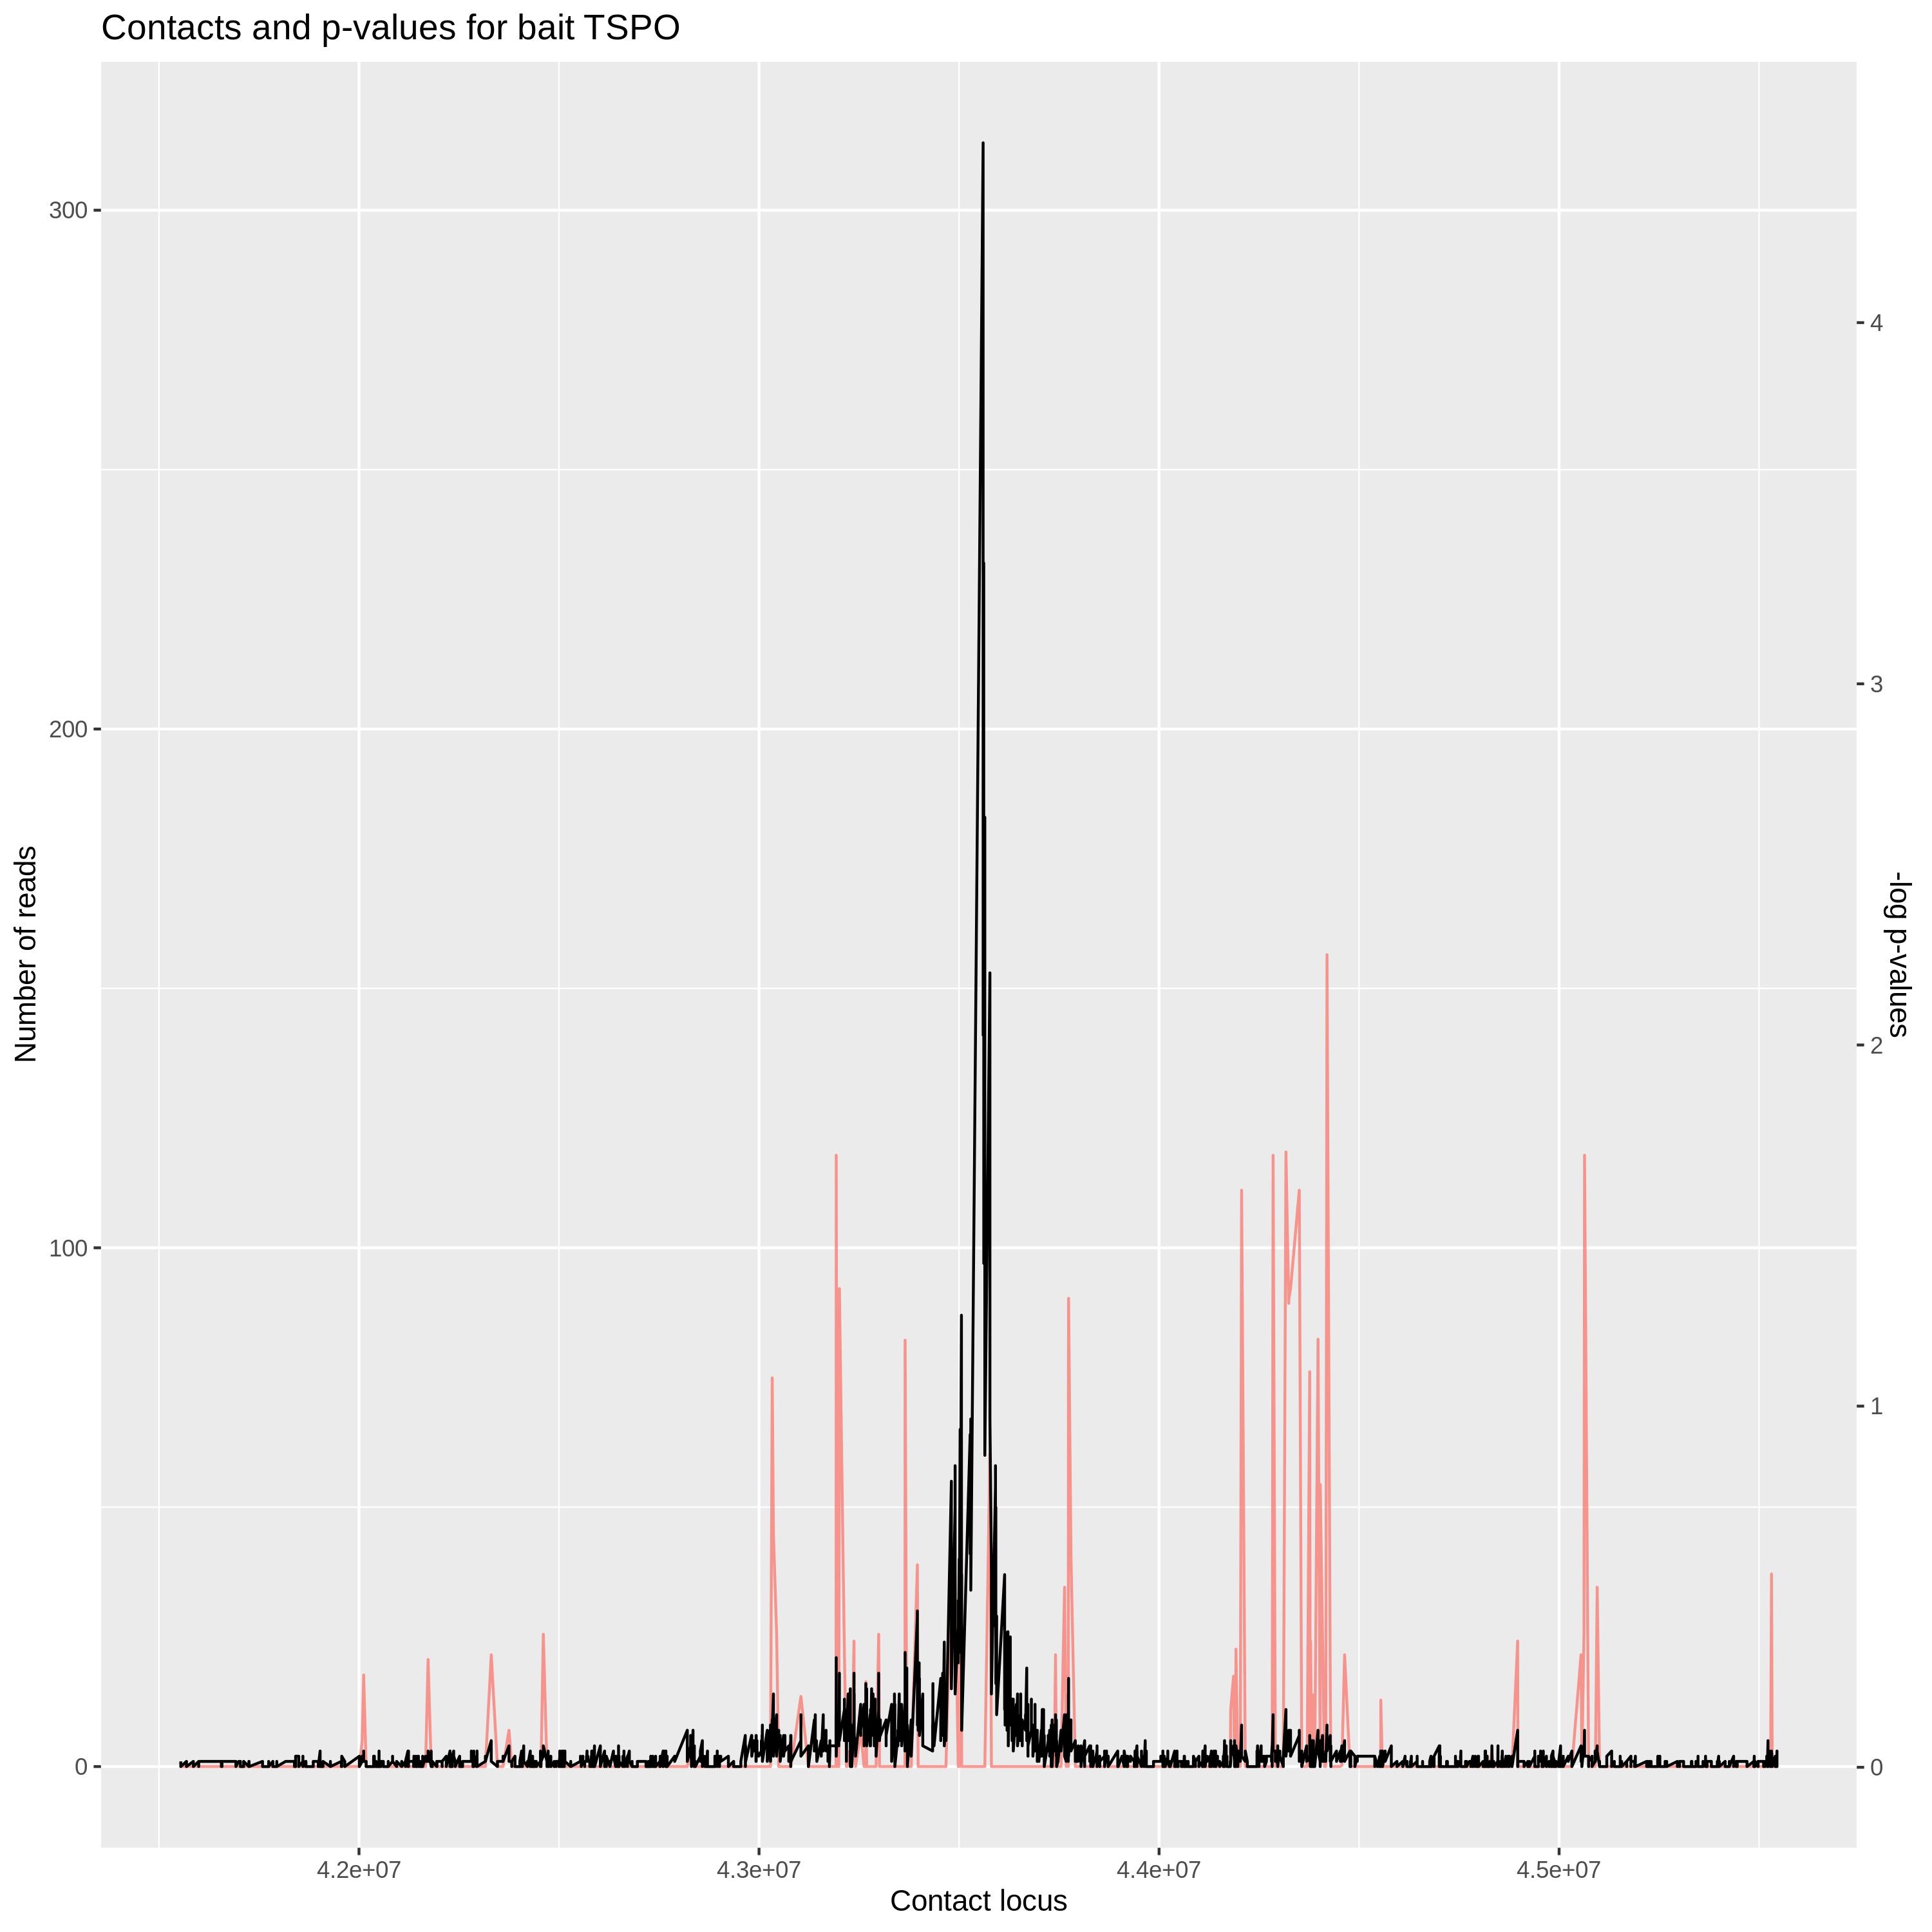 Contacts and p-values for bait TSPO
300
200
100
0
Number of reads
4
3
2
1
0
-log p-values
4.2e+07 4.3e+07 4.4e+07 4.5e+07
Contact locus